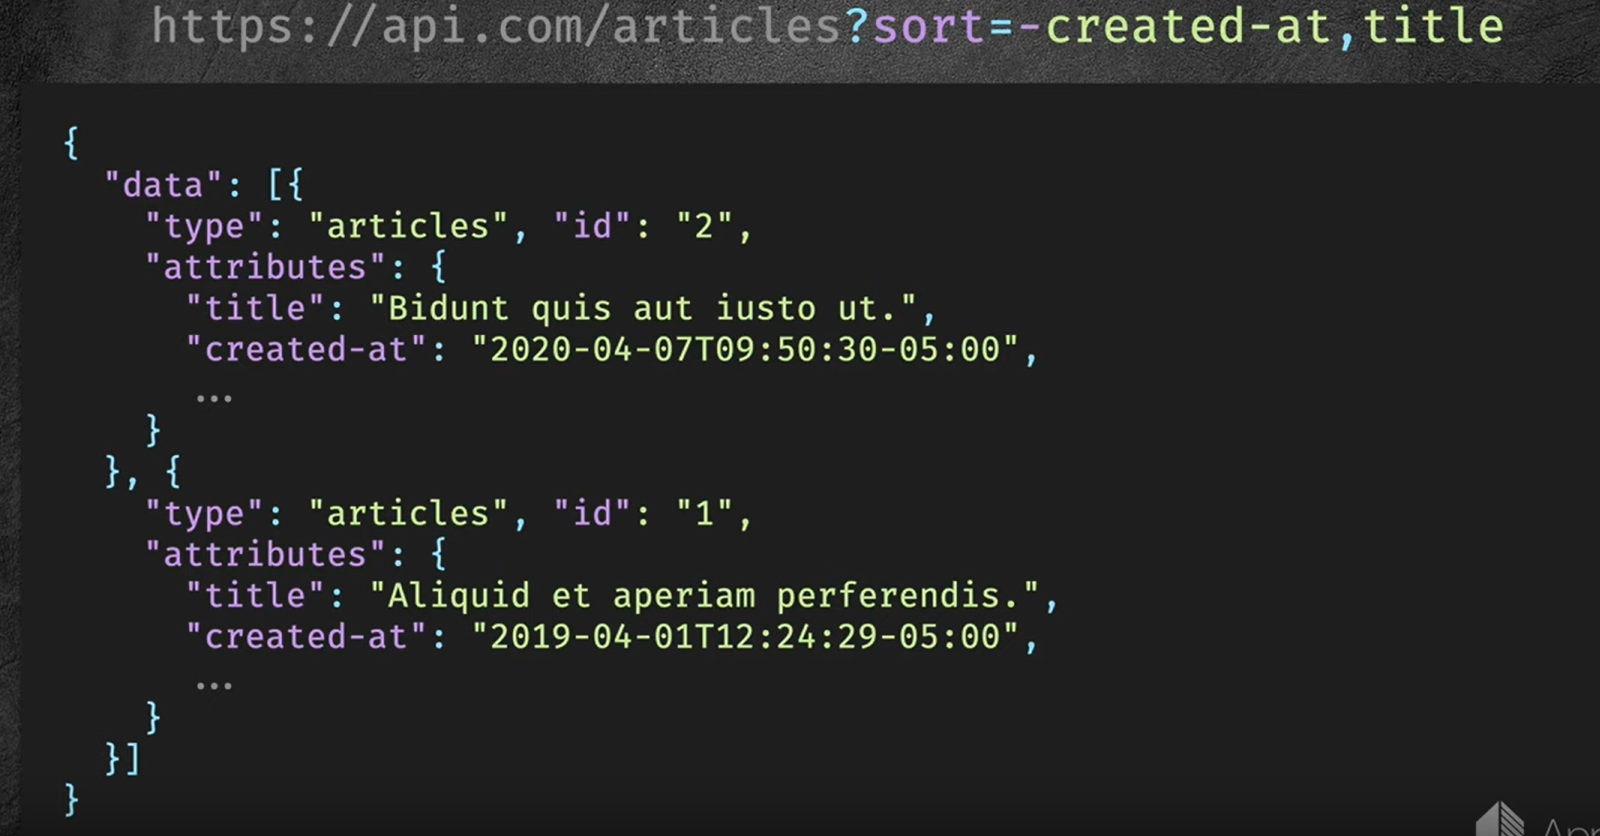 https://api.com/articles?sort=-created-at,title
{
  "data": [{
    "type": "articles", "id": "2",
    "attributes": {
      "title": "Bidunt quis aut iusto ut.",
      "created-at": "2020-04-07T09:50:30-05:00",
      ...
    }
  }, {
    "type": "articles", "id": "1",
    "attributes": {
      "title": "Aliquid et aperiam perferendis.",
      "created-at": "2019-04-01T12:24:29-05:00",
      ...
    }
  }]
}